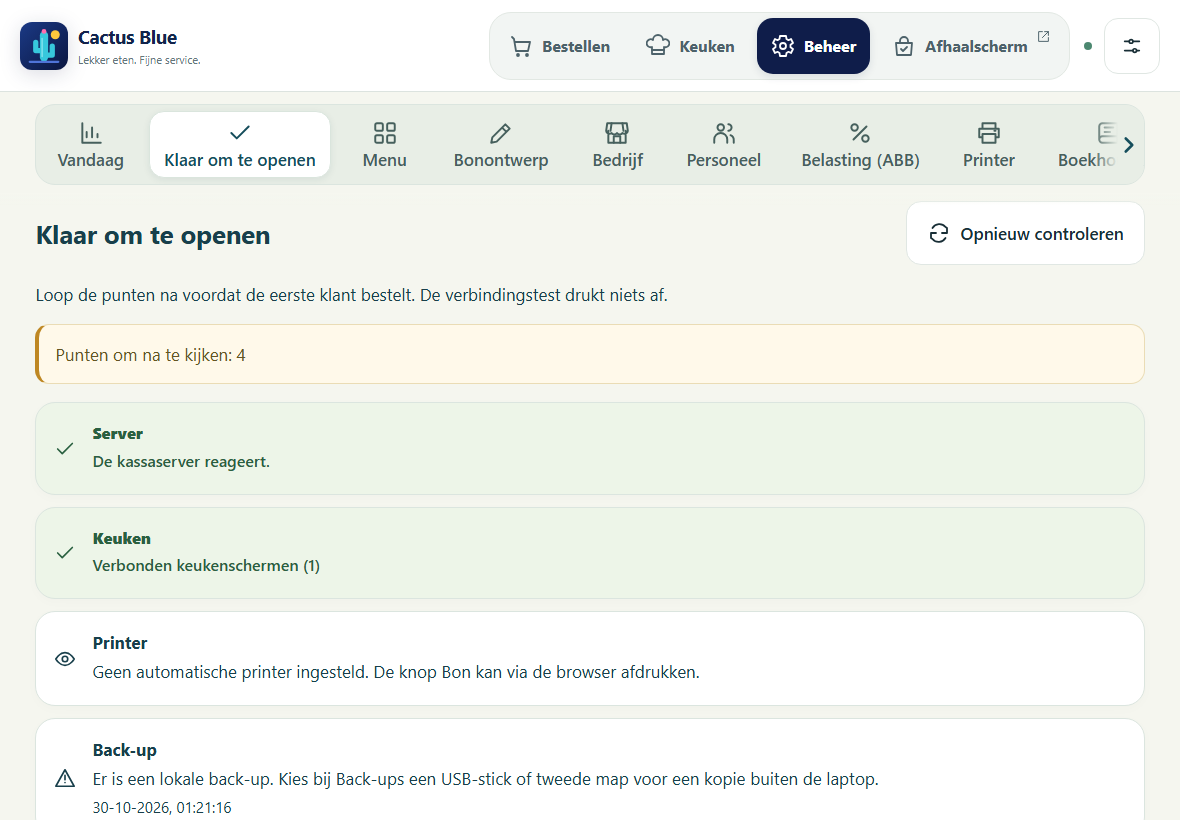 Cactus Blue
Lekker eten. Fijne service.
Bestellen
Keuken
Beheer
Afhaalscherm
Vandaag
Klaar om te openen
Menu
Bonontwerp
Bedrijf
Personeel
Belasting (ABB)
Printer
Boekho
Klaar om te openen
Opnieuw controleren
Loop de punten na voordat de eerste klant bestelt. De verbindingstest drukt niets af.
Punten om na te kijken: 4
Server
De kassaserver reageert.
Keuken
Verbonden keukenschermen (1)
Printer
Geen automatische printer ingesteld. De knop Bon kan via de browser afdrukken.
Back-up
Er is een lokale back-up. Kies bij Back-ups een USB-stick of tweede map voor een kopie buiten de laptop.
30-10-2026, 01:21:16